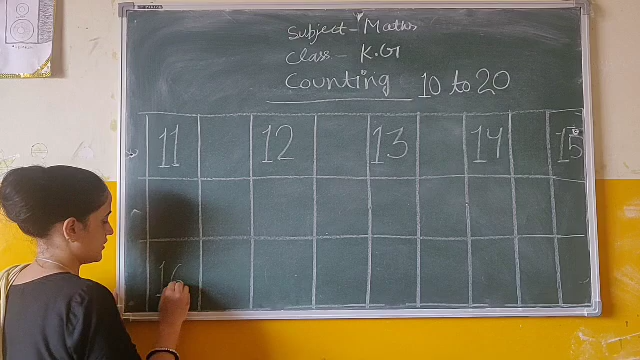 Subject - Maths
Class - K.G
Counting 10 to 20
11 12 13 14 15
16